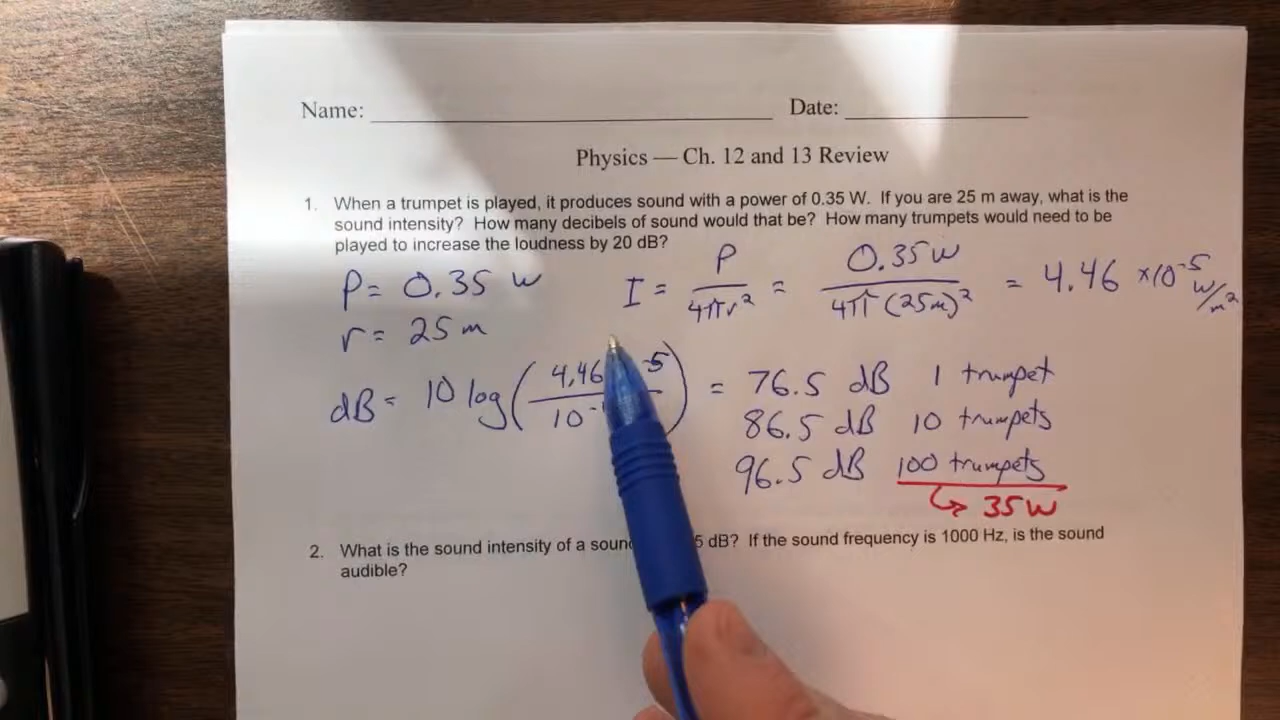 Name: ____________ Date: ____________
Physics — Ch. 12 and 13 Review
1. When a trumpet is played, it produces sound with a power of 0.35 W. If you are 25 m away, what is the
sound intensity? How many decibels of sound would that be? How many trumpets would need to be
played to increase the loudness by 20 dB?
P = 0.35 W
r = 25 m
I = P / 4πr² = 0.35 W / 4π (25m)² = 4.46 × 10⁻⁵ W/m²
dB = 10 log ( 4.46 ⁻⁵ / 10⁻ ) = 76.5 dB 1 trumpet
86.5 dB 10 trumpets
96.5 dB 100 trumpets
↳ 35 W
2. What is the sound intensity of a 5 dB? If the sound frequency is 1000 Hz, is the sound
audible?